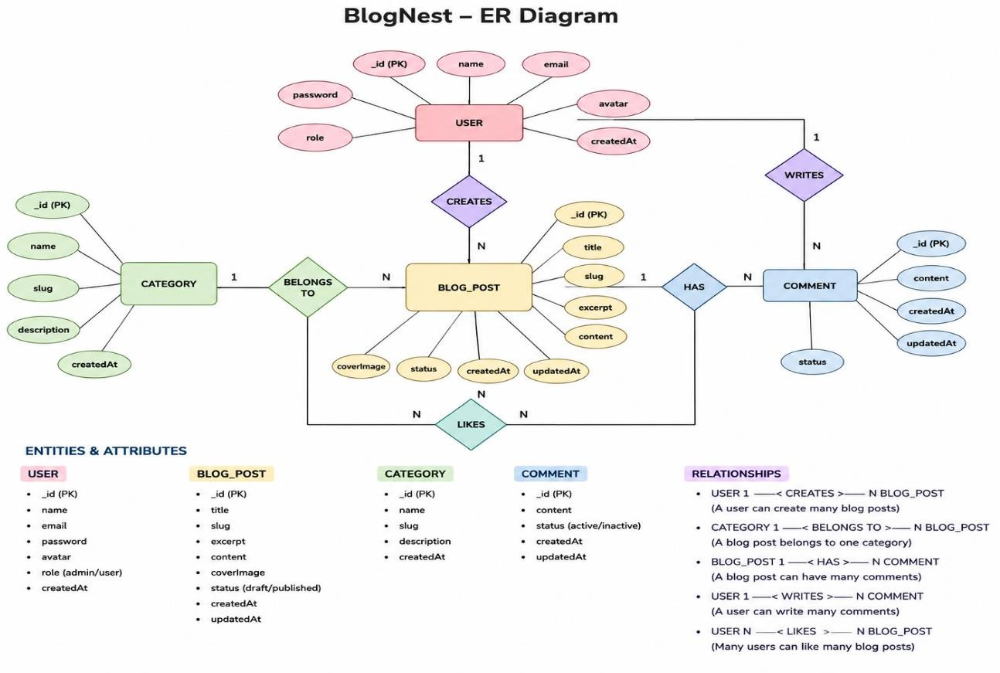 BlogNest – ER Diagram
_id (PK)
name
email
password
avatar
USER
role
createdAt
1
1
WRITES
CREATES
_id (PK)
_id (PK)
name
N
title
N
_id (PK)
slug
1
CATEGORY
1
BELONGS
TO
N
BLOG_POST
slug
HAS
N
COMMENT
content
excerpt
createdAt
description
content
updatedAt
createdAt
coverImage
status
createdAt
updatedAt
status
N
N
LIKES
N
ENTITIES & ATTRIBUTES
USER
• _id (PK)
• name
• email
• password
• avatar
• role (admin/user)
• createdAt
BLOG_POST
• _id (PK)
• title
• slug
• excerpt
• content
• coverImage
• status (draft/published)
• createdAt
• updatedAt
CATEGORY
• _id (PK)
• name
• slug
• description
• createdAt
COMMENT
• _id (PK)
• content
• status (active/inactive)
• createdAt
• updatedAt
RELATIONSHIPS
• USER 1 ——< CREATES >—— N BLOG_POST
(A user can create many blog posts)
• CATEGORY 1 ——< BELONGS TO >—— N BLOG_POST
(A blog post belongs to one category)
• BLOG_POST 1 ——< HAS >—— N COMMENT
(A blog post can have many comments)
• USER 1 ——< WRITES >—— N COMMENT
(A user can write many comments)
• USER N ——< LIKES >—— N BLOG_POST
(Many users can like many blog posts)